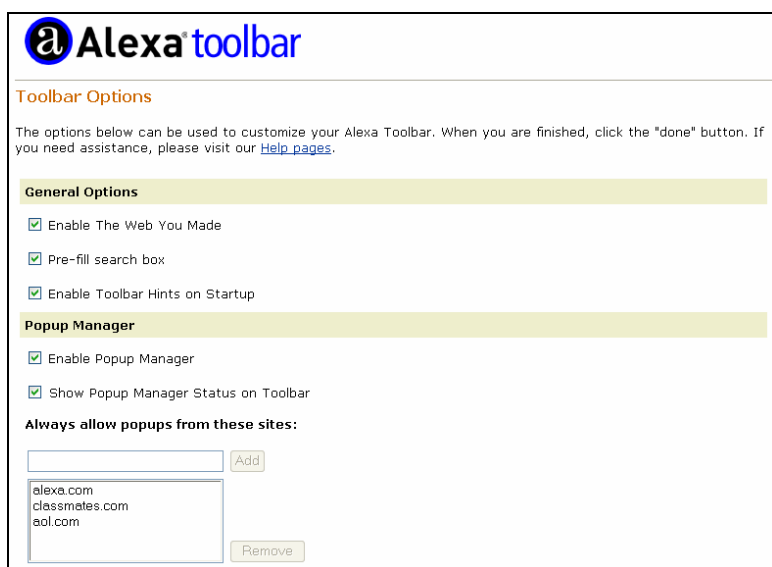 a Alexa® toolbar
Toolbar Options
The options below can be used to customize your Alexa Toolbar. When you are finished, click the "done" button. If
you need assistance, please visit our Help pages.
General Options
Enable The Web You Made
Pre-fill search box
Enable Toolbar Hints on Startup
Popup Manager
Enable Popup Manager
Show Popup Manager Status on Toolbar
Always allow popups from these sites:
Add
alexa.com
classmates.com
aol.com
Remove